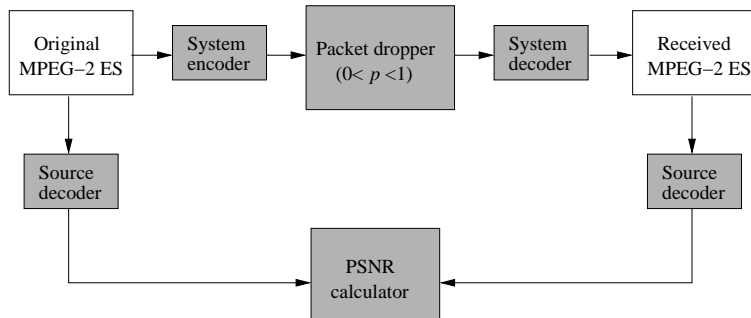 Original
MPEG−2 ES
System
encoder
Packet dropper
(0< p <1)
System
decoder
Received
MPEG−2 ES
Source
decoder
Source
decoder
PSNR
calculator